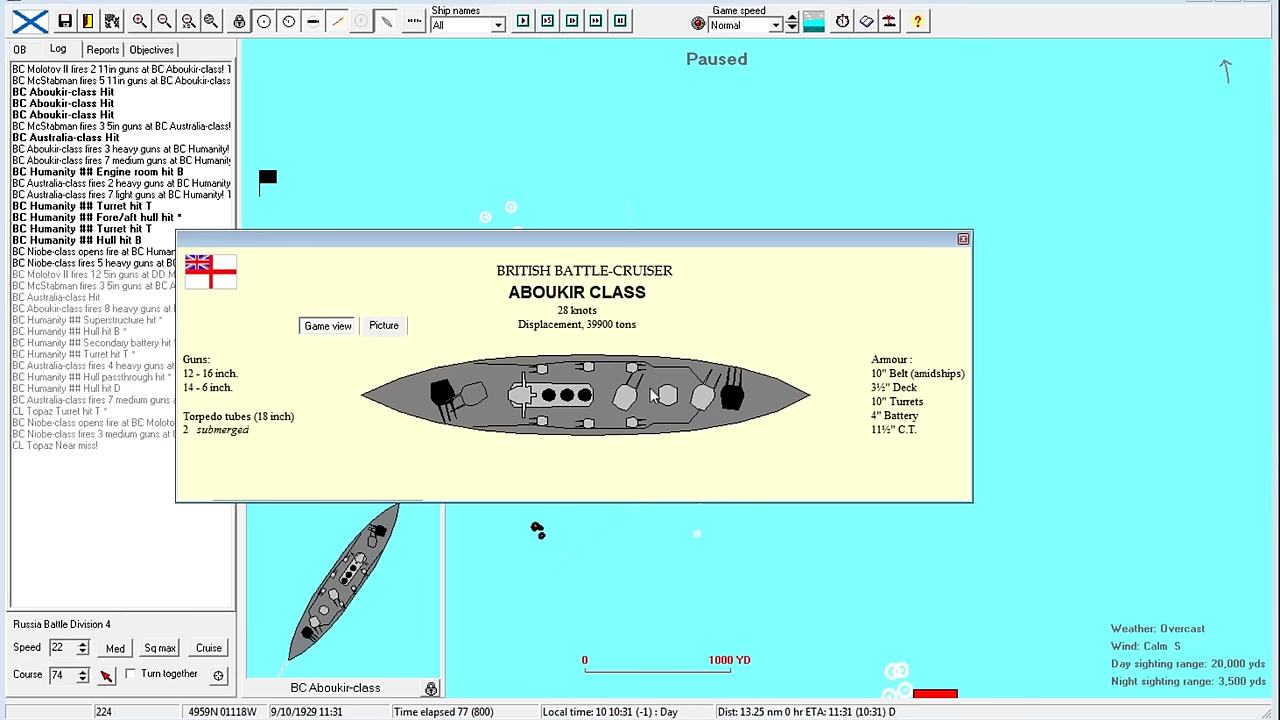 Ship names
All
Game speed
Normal
OB Log Reports Objectives
Paused
BC Molotov II fires 2 11in guns at BC Aboukir-class! 1
BC McStabman fires 5 11in guns at BC Aboukir-class
BC Aboukir-class Hit
BC Aboukir-class Hit
BC Aboukir-class Hit
BC McStabman fires 3 5in guns at BC Australia-class!
BC Australia-class Hit
BC Aboukir-class fires 3 heavy guns at BC Humanity!
BC Aboukir-class fires 7 medium guns at BC Humanity
BC Humanity ## Engine room hit B
BC Australia-class fires 2 heavy guns at BC Humanity
BC Australia-class fires 7 light guns at BC Humanity! 1
BC Humanity ## Turret hit T
BC Humanity ## Fore/aft hull hit *
BC Humanity ## Turret hit T
BC Humanity ## Hull hit B
BC Niobe-class opens fire at BC Human
BC Niobe-class fires 5 heavy guns at BC
BC Molotov II fires 12 5in guns at DD M
BC McStabman fires 3 5in guns at BC
BC Australia-class Hit
BC Aboukir-class fires 8 heavy guns at
BC Humanity ## Superstructure hit *
BC Humanity ## Hull hit B *
BC Humanity ## Secondary battery hit
BC Humanity ## Turret hit T *
BC Australia-class fires 4 heavy guns at
BC Humanity ## Hull passthrough hit *
BC Humanity ## Hull hit D
BC Aboukir-class fires 7 medium guns at
CL Topaz Turret hit T *
BC Niobe-class opens fire at BC Molotov
BC Niobe-class fires 3 medium guns at C
CL Topaz Near miss!
BRITISH BATTLE-CRUISER
ABOUKIR CLASS
28 knots
Displacement, 39900 tons
Game view Picture
Guns:
12 - 16 inch.
14 - 6 inch.
Torpedo tubes (18 inch)
2 submerged
Armour :
10" Belt (amidships)
3½" Deck
10" Turrets
4" Battery
11½" C.T.
Russia Battle Division 4
Speed 22 Med Sq max Cruise
Course 74 Turn together
BC Aboukir-class
0 1000 YD
Weather: Overcast
Wind: Calm S
Day sighting range: 20,000 yds
Night sighting range: 3,500 yds
224 4959N 01118W 9/10/1929 11:31 Time elapsed 77 (800) Local time: 10 10:31 (-1) : Day Dist: 13.25 nm 0 hr ETA: 11:31 (10:31) D